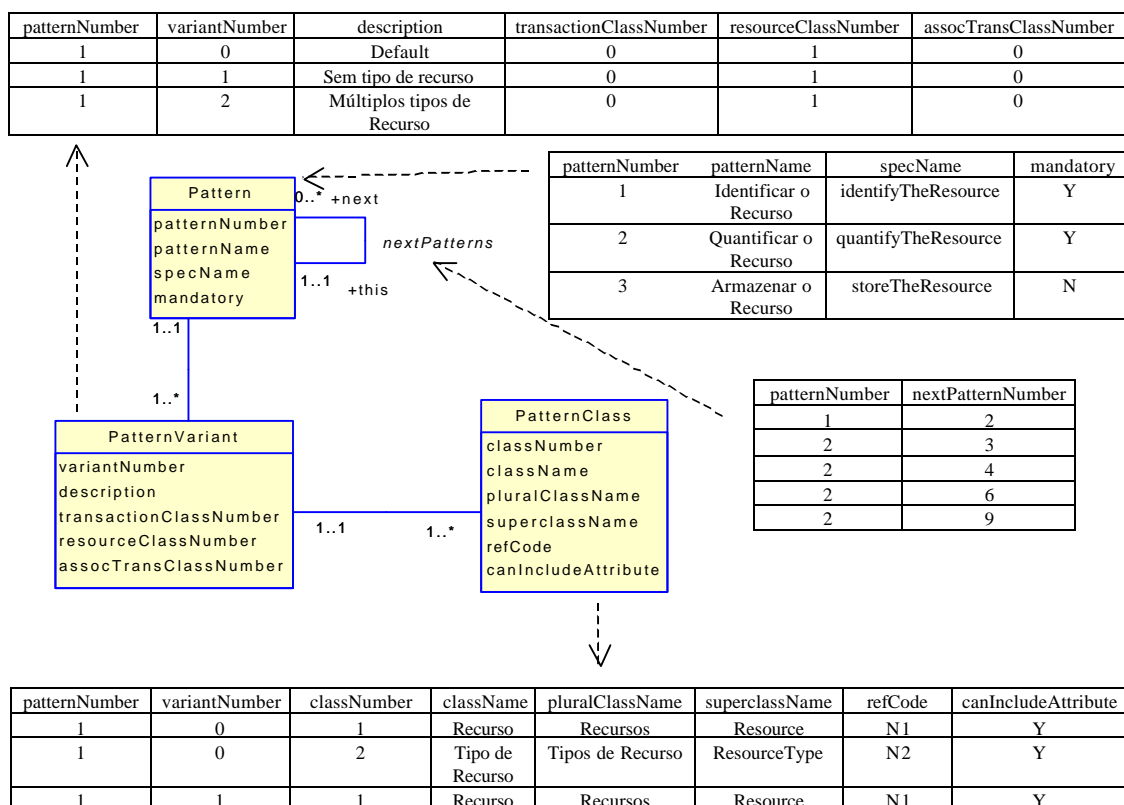 patternNumber variantNumber description transactionClassNumber resourceClassNumber assocTransClassNumber
1 0 Default 0 1 0
1 1 Sem tipo de recurso 0 1 0
1 2 Múltiplos tipos de 0 1 0
Recurso
patternNumber patternName specName mandatory
1 Identificar o identifyTheResource Y
Recurso
2 Quantificar o quantifyTheResource Y
Recurso
3 Armazenar o storeTheResource N
Recurso
Pattern
patternNumber
patternName
specName
mandatory
0..* +next
nextPatterns
1..1 +this
1..1
1..*
patternNumber nextPatternNumber
1 2
2 3
2 4
2 6
2 9
PatternVariant
variantNumber
description
transactionClassNumber
resourceClassNumber
assocTransClassNumber
1..1 1..*
PatternClass
classNumber
className
pluralClassName
superclassName
refCode
canIncludeAttribute
patternNumber variantNumber classNumber className pluralClassName superclassName refCode canIncludeAttribute
1 0 1 Recurso Recursos Resource N1 Y
1 0 2 Tipo de Tipos de Recurso ResourceType N2 Y
Recurso
1 1 1 Recurso Recursos Resource N1 Y